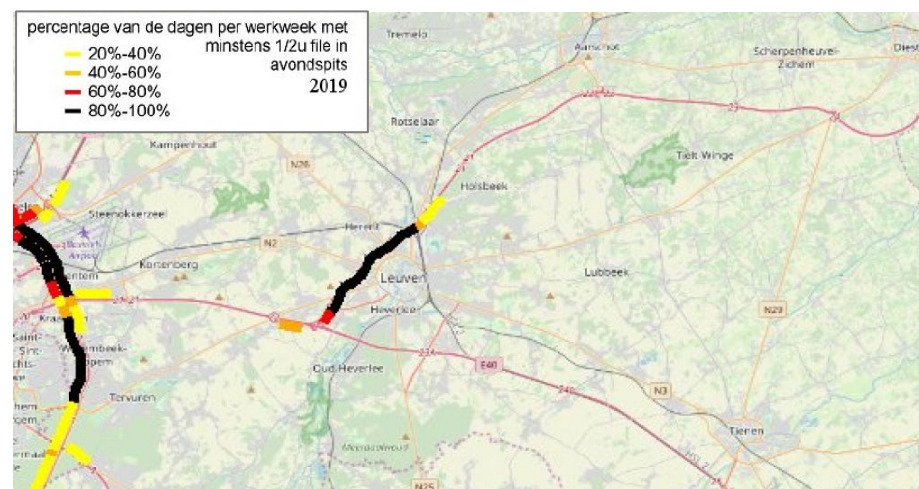 percentage van de dagen per werkweek met
minstens 1/2u file in
avondspits
2019
20%-40%
40%-60%
60%-80%
80%-100%
Tremelo
Aarschot
Scherpenheuvel-
Zichem
Diest
Rotselaar
Kampenhout
N26
Tielt-Winge
Holsbeek
Steenokkerzeel
Herent
N2
Kortenberg
Leuven
Lubbeek
Heverlee
N29
Oud-Heverlee
E40
Tervuren
N3
Tienen
Meerdaalwoud
N25